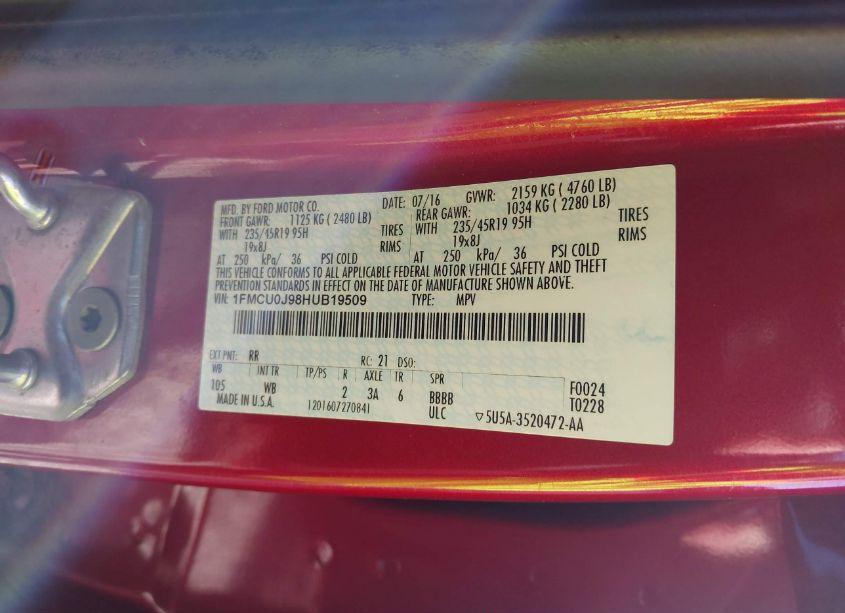 MFD. BY FORD MOTOR CO. DATE: 07/16 GVWR: 2159 KG ( 4760 LB)
FRONT GAWR: 1125 KG ( 2480 LB) REAR GAWR: 1034 KG ( 2280 LB)
WITH 235/45R19 95H TIRES WITH 235/45R19 95H TIRES
19x8J RIMS 19x8J RIMS
AT 250 kPa/ 36 PSI COLD AT 250 kPa/ 36 PSI COLD
THIS VEHICLE CONFORMS TO ALL APPLICABLE FEDERAL MOTOR VEHICLE SAFETY AND THEFT
PREVENTION STANDARDS IN EFFECT ON THE DATE OF MANUFACTURE SHOWN ABOVE.
VIN: 1FMCU0J98HUB19509 TYPE: MPV
EXT PNT: RR RC: 21 DSO:
WB INT TR TP/PS R AXLE TR SPR
105 WB 2 3A 6 BBBB F0024
MADE IN U.S.A. 1201607270841 ULC T0228
▽5U5A-3520472-AA